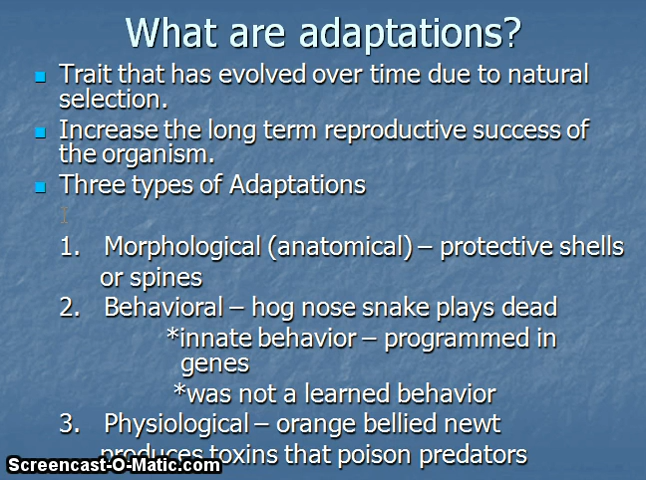 What are adaptations?
Trait that has evolved over time due to natural
selection.
Increase the long term reproductive success of
the organism.
Three types of Adaptations
1. Morphological (anatomical) – protective shells
or spines
2. Behavioral – hog nose snake plays dead
*innate behavior – programmed in
genes
*was not a learned behavior
3. Physiological – orange bellied newt
produces toxins that poison predators
Screencast-O-Matic.com